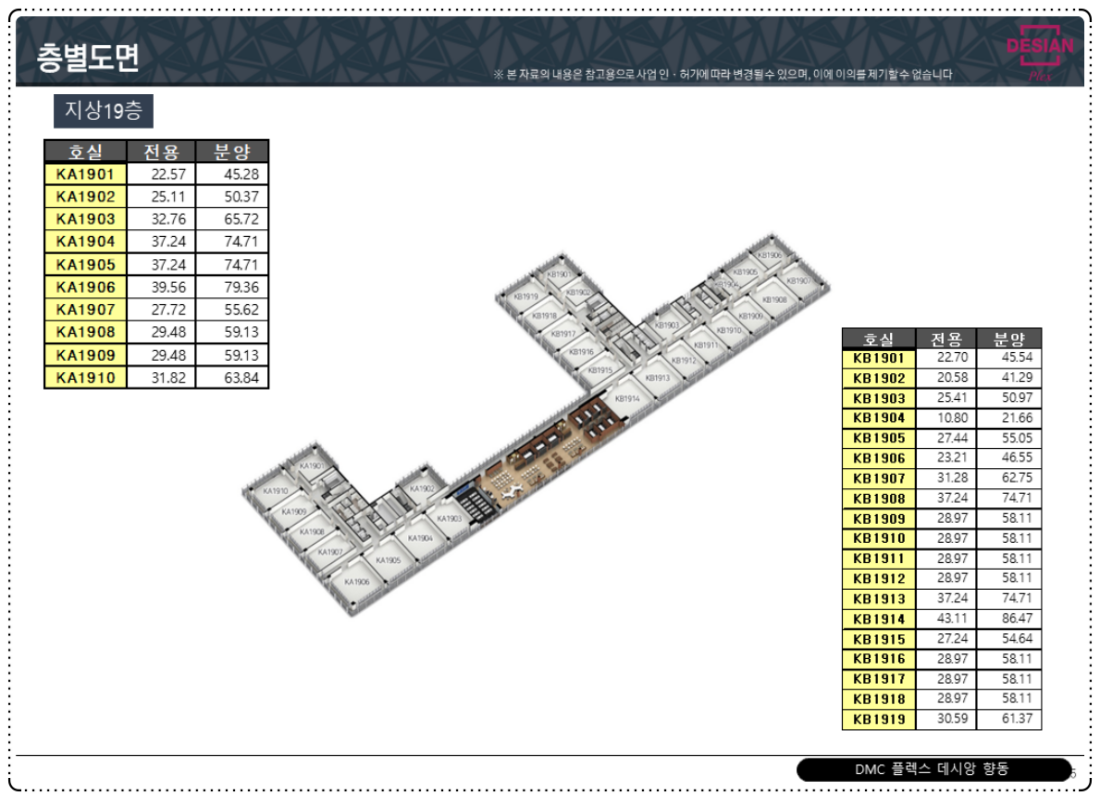 층별도면
※ 본 자료의 내용은 참고용으로 사업 인·허가에 따라 변경될 수 있으며, 이에 이의를 제기할 수 없습니다
DESIAN
Flex
지상19층
호실 전용 분양
KA1901 22.57 45.28
KA1902 25.11 50.37
KA1903 32.76 65.72
KA1904 37.24 74.71
KA1905 37.24 74.71
KA1906 39.56 79.36
KA1907 27.72 55.62
KA1908 29.48 59.13
KA1909 29.48 59.13
KA1910 31.82 63.84
KB1906
KB1905
KB1907
KB1901
KB1904
KB1902
KB1908
KB1919
KB1909
KB1918
KB1903
KB1910
KB1917
KB1911
KB1916
KB1912
KB1915
KB1913
KB1914
KA1901
KA1902
KA1910
KA1909
KA1903
KA1908
KA1904
KA1907
KA1905
KA1906
호실 전용 분양
KB1901 22.70 45.54
KB1902 20.58 41.29
KB1903 25.41 50.97
KB1904 10.80 21.66
KB1905 27.44 55.05
KB1906 23.21 46.55
KB1907 31.28 62.75
KB1908 37.24 74.71
KB1909 28.97 58.11
KB1910 28.97 58.11
KB1911 28.97 58.11
KB1912 28.97 58.11
KB1913 37.24 74.71
KB1914 43.11 86.47
KB1915 27.24 54.64
KB1916 28.97 58.11
KB1917 28.97 58.11
KB1918 28.97 58.11
KB1919 30.59 61.37
DMC 플렉스 데시앙 향동